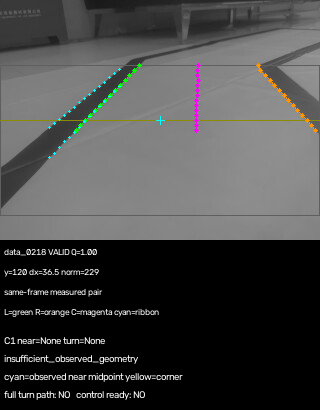 data_0218 VALID Q=1.00
y=120 dx=36.5 norm=229
same-frame measured pair
L=green R=orange C=magenta cyan=ribbon
C1 near=None turn=None
insufficient_observed_geometry
cyan=observed near midpoint yellow=corner
full turn path: NO control ready: NO